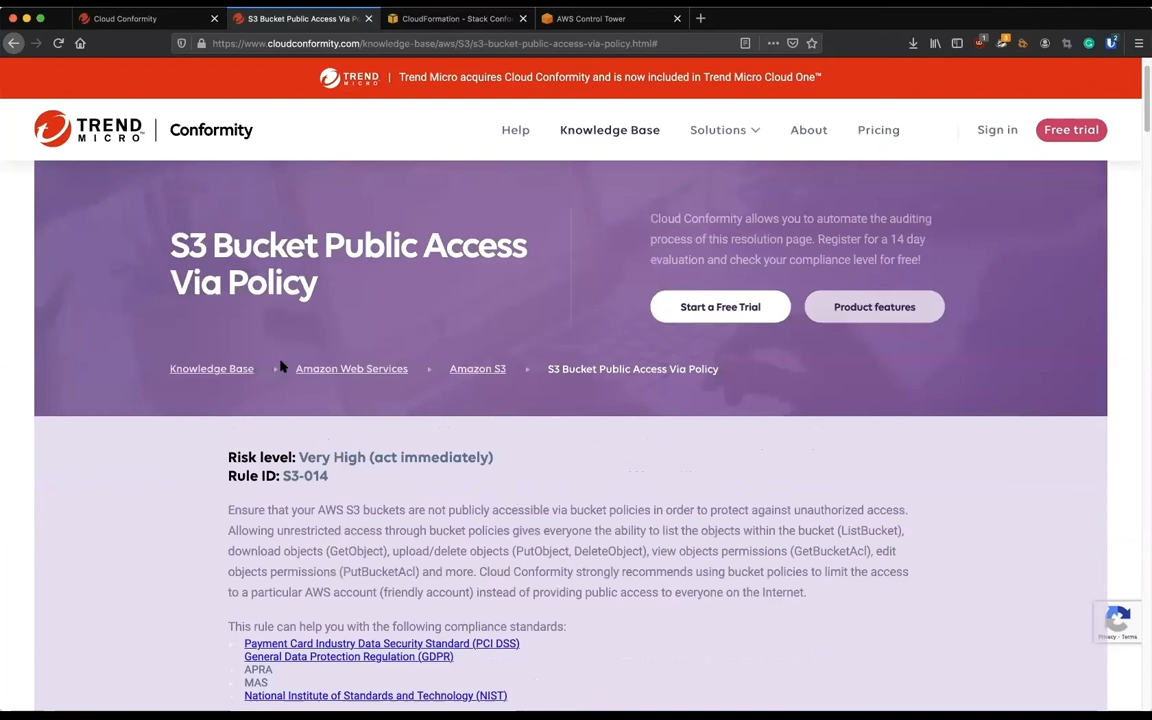 Cloud Conformity
S3 Bucket Public Access Via Po
CloudFormation - Stack Confo
AWS Control Tower
https://www.cloudconformity.com/knowledge-base/aws/S3/s3-bucket-public-access-via-policy.html#
TREND MICRO | Trend Micro acquires Cloud Conformity and is now included in Trend Micro Cloud One™
TREND MICRO | Conformity
Help Knowledge Base Solutions About Pricing Sign in Free trial
S3 Bucket Public Access
Via Policy
Cloud Conformity allows you to automate the auditing
process of this resolution page. Register for a 14 day
evaluation and check your compliance level for free!
Start a Free Trial Product features
Knowledge Base Amazon Web Services Amazon S3 S3 Bucket Public Access Via Policy
Risk level: Very High (act immediately)
Rule ID: S3-014
Ensure that your AWS S3 buckets are not publicly accessible via bucket policies in order to protect against unauthorized access.
Allowing unrestricted access through bucket policies gives everyone the ability to list the objects within the bucket (ListBucket),
download objects (GetObject), upload/delete objects (PutObject, DeleteObject), view objects permissions (GetBucketAcl), edit
objects permissions (PutBucketAcl) and more. Cloud Conformity strongly recommends using bucket policies to limit the access
to a particular AWS account (friendly account) instead of providing public access to everyone on the Internet.
This rule can help you with the following compliance standards:
Payment Card Industry Data Security Standard (PCI DSS)
General Data Protection Regulation (GDPR)
APRA
MAS
National Institute of Standards and Technology (NIST)
Privacy - Terms